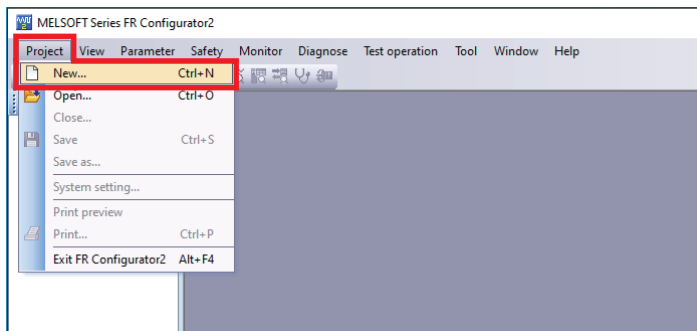 MELSOFT Series FR Configurator2
Project View Parameter Safety Monitor Diagnose Test operation Tool Window Help
New... Ctrl+N
Open... Ctrl+O
Close...
Save Ctrl+S
Save as...
System setting...
Print preview
Print... Ctrl+P
Exit FR Configurator2 Alt+F4